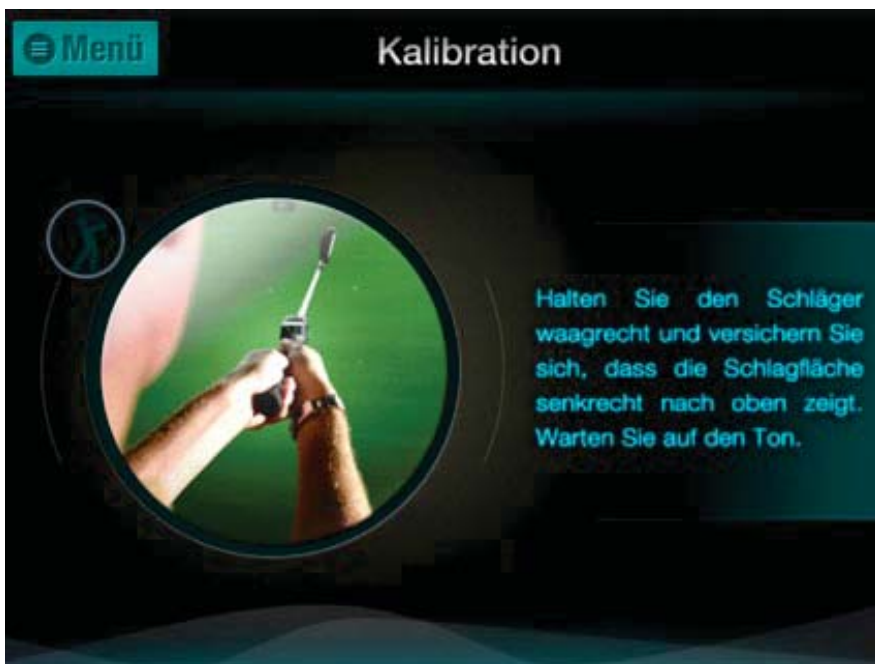 Menü
Kalibration
Halten Sie den Schläger
waagrecht und versichern Sie
sich, dass die Schlagfläche
senkrecht nach oben zeigt.
Warten Sie auf den Ton.